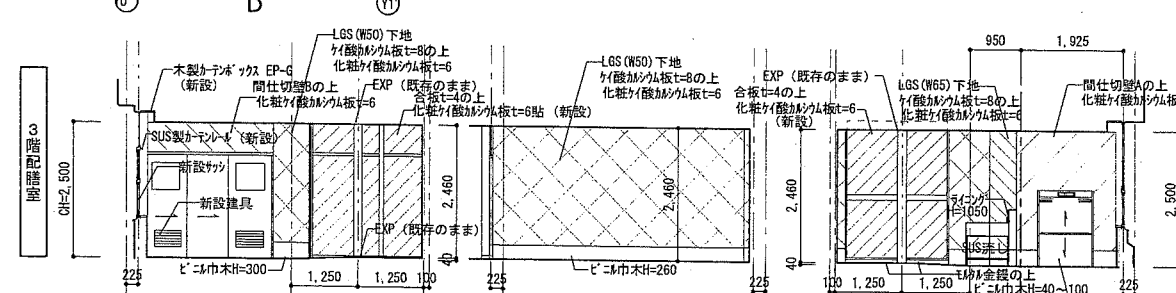 D
Y1
LGS(W50)下地
ケイ酸カルシウム板t=8の上
化粧ケイ酸カルシウム板t=6
木製カーテンボックス EP-G
(新設)
間仕切壁Bの上
化粧ケイ酸カルシウム板t=6
EXP (既存のまま)
合板t=4の上
化粧ケイ酸カルシウム板t=6貼 (新設)
SUS製カーテンレール (新設)
新設サッシ
新設建具
EXP (既存のまま)
3階配膳室
CH=2,500
2,460
40
225
ビニル巾木H=300
1,250
1,250
100
LGS(W50)下地
ケイ酸カルシウム板t=8の上
化粧ケイ酸カルシウム板t=6
2,460
225
ビニル巾木H=260
225
950
1,925
EXP (既存のまま)
合板t=4の上
化粧ケイ酸カルシウム板t=6
(新設)
LGS(W65)下地
ケイ酸カルシウム板t=8の上
化粧ケイ酸カルシウム板t=6
間仕切壁Aの上
化粧ケイ酸カルシウム板
2,460
40
ライニング
H=1050
SUS流し
2,500
100
1,250
1,250
モルタル金鏝の上
ビニル巾木H=40~100
225